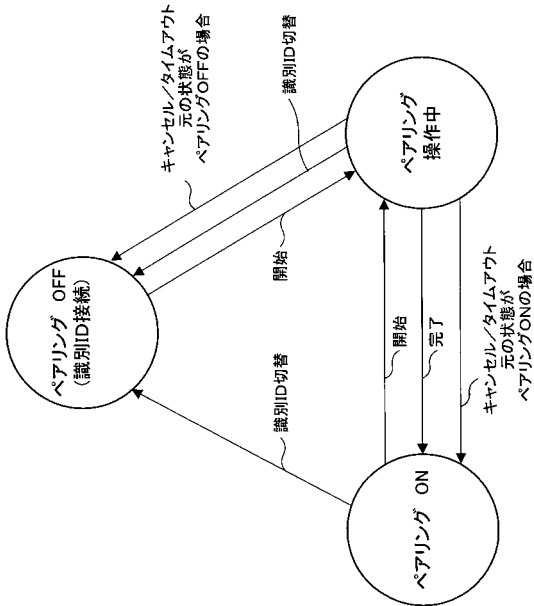 ペアリング OFF
(識別ID接続)
キャンセル/タイムアウト
元の状態が
ペアリングOFFの場合
識別ID切替
開始
識別ID切替
ペアリング
操作中
開始
完了
キャンセル/タイムアウト
元の状態が
ペアリングONの場合
ペアリング ON